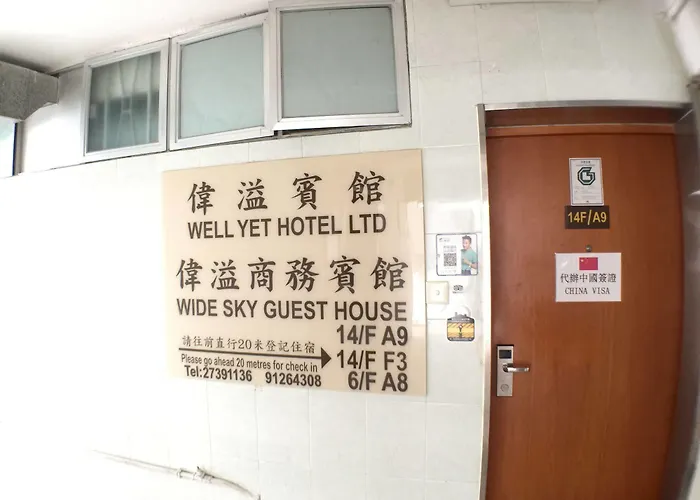 偉溢賓館
WELL YET HOTEL LTD
偉溢商務賓館
WIDE SKY GUEST HOUSE
14/F A9
請往前直行20米登記住宿
14/F F3
Please go ahead 20 metres for check in
6/F A8
Tel:27391136 91264308
14F/A9
代辦中國簽證
CHINA VISA